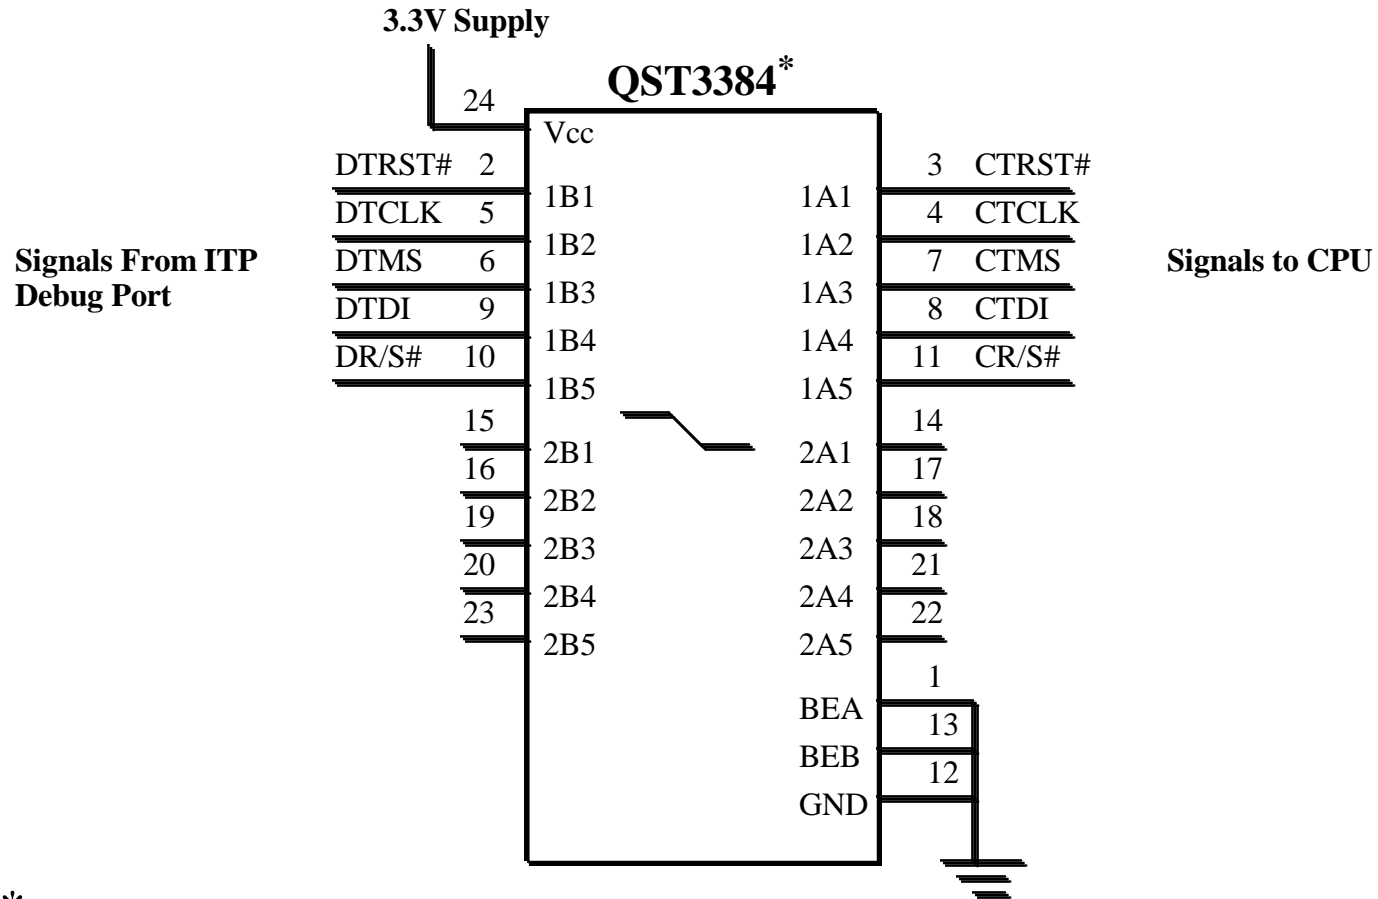 3.3V Supply
QST3384*
24
Vcc
DTRST# 2 1B1 1A1 3 CTRST#
DTCLK 5 1B2 1A2 4 CTCLK
Signals From ITP
Debug Port
DTMS 6 1B3 1A3 7 CTMS
Signals to CPU
DTDI 9 1B4 1A4 8 CTDI
DR/S# 10 1B5 1A5 11 CR/S#
15 2B1 2A1 14
16 2B2 2A2 17
19 2B3 2A3 18
20 2B4 2A4 21
23 2B5 2A5 22
BEA 1
BEB 13
GND 12
*